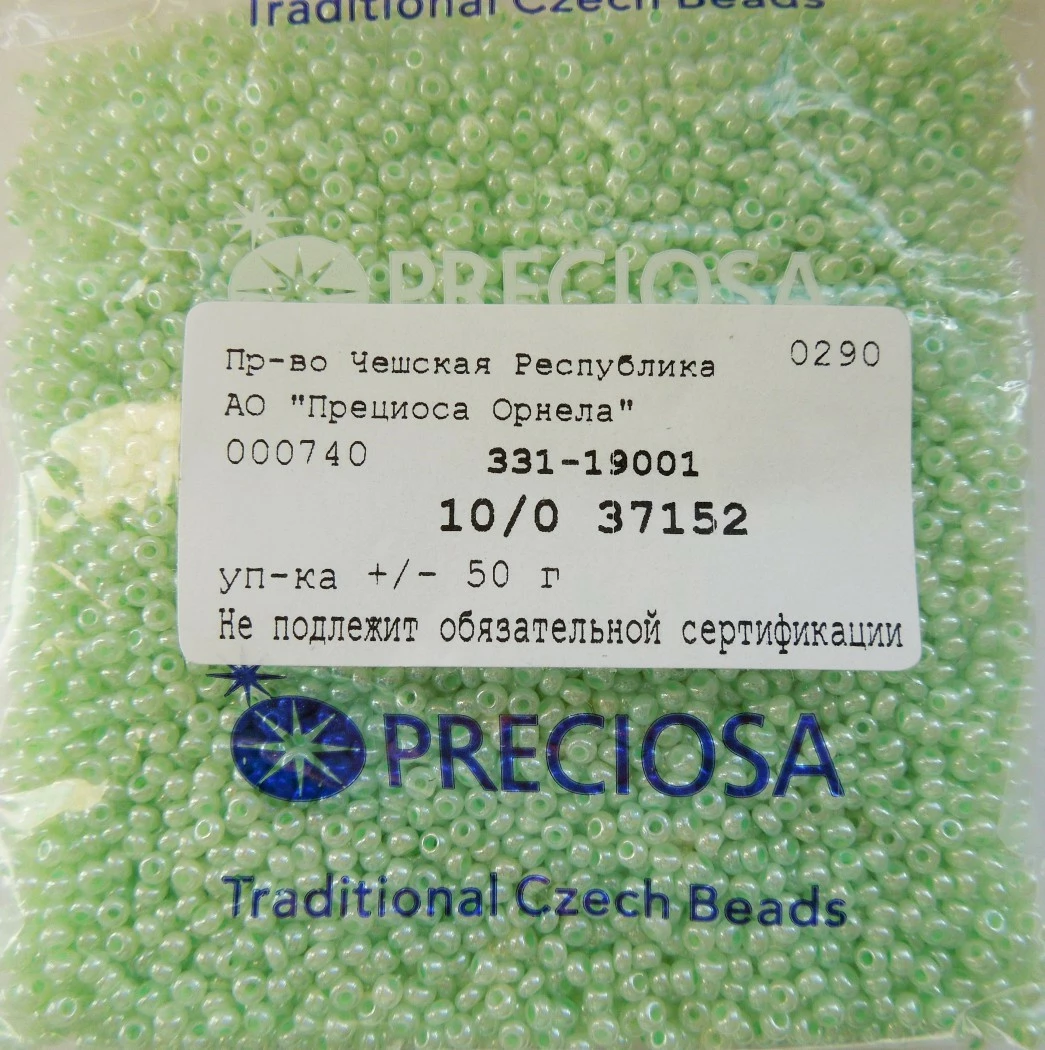 Traditional Czech Beads
PRECIOSA
Пр-во Чешская Республика 0290
АО "Прециоса Орнела"
000740 331-19001
10/0 37152
уп-ка +/- 50 г
Не подлежит обязательной сертификации
PRECIOSA
Traditional Czech Beads